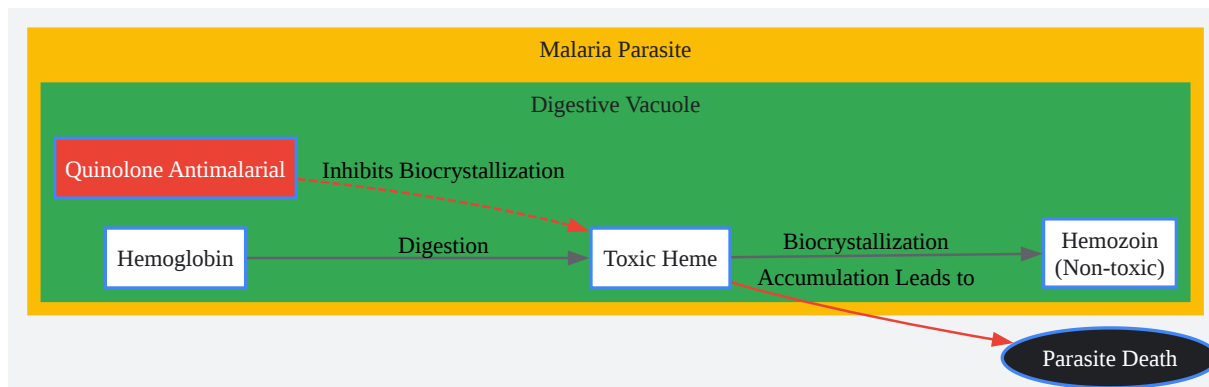 Malaria Parasite
Digestive Vacuole
Quinolone Antimalarial
Inhibits Biocrystallization
Hemoglobin
Digestion
Toxic Heme
Biocrystallization
Accumulation Leads to
Hemozoin
(Non-toxic)
Parasite Death